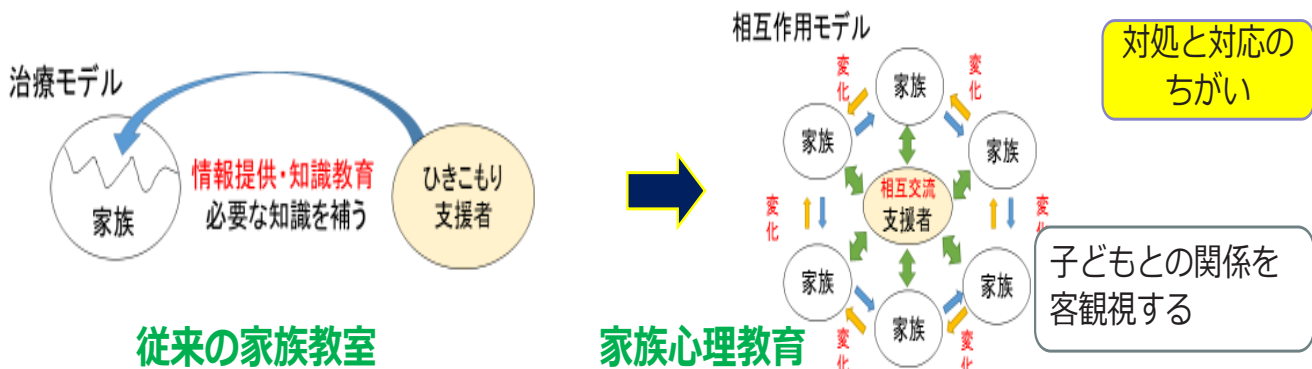 治療モデル
家族
情報提供・知識教育
必要な知識を補う
ひきこもり
支援者
従来の家族教室
相互作用モデル
変
化
家族
変
化
家族
家族
相互交流
支援者
変
化
変
化
家族
家族
変
化
家族
変
化
家族心理教育
対処と対応の
ちがい
子どもとの関係を
客観視する